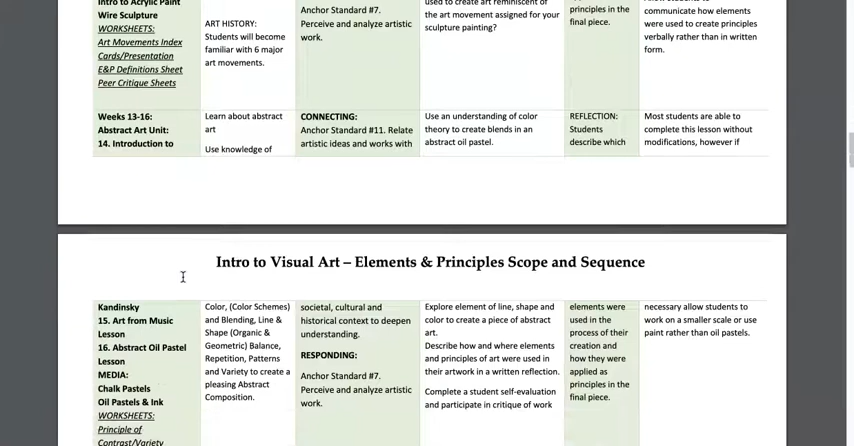 Intro to Acrylic Paint
Wire Sculpture
WORKSHEETS:
Art Movements Index
Cards/Presentation
E&P Definitions Sheet
Peer Critique Sheets
ART HISTORY:
Students will become
familiar with 6 major
art movements.
Anchor Standard #7.
Perceive and analyze artistic
work.
used to create art reminiscent of
the art movement assigned for your
sculpture painting?
principles in the
final piece.
communicate how elements
were used to create principles
verbally rather than in written
form.
Weeks 13-16:
Abstract Art Unit:
14. Introduction to
Learn about abstract
art
Use knowledge of
CONNECTING:
Anchor Standard #11. Relate
artistic ideas and works with
Use an understanding of color
theory to create blends in an
abstract oil pastel.
REFLECTION:
Students
describe which
Most students are able to
complete this lesson without
modifications, however if
Intro to Visual Art – Elements & Principles Scope and Sequence
Kandinsky
15. Art from Music
Lesson
16. Abstract Oil Pastel
Lesson
MEDIA:
Chalk Pastels
Oil Pastels & Ink
WORKSHEETS:
Principle of
Contrast/Variety
Color, (Color Schemes)
and Blending, Line &
Shape (Organic &
Geometric) Balance,
Repetition, Patterns
and Variety to create a
pleasing Abstract
Composition.
societal, cultural and
historical context to deepen
understanding.
RESPONDING:
Anchor Standard #7.
Perceive and analyze artistic
work.
Explore element of line, shape and
color to create a piece of abstract
art.
Describe how and where elements
and principles of art were used in
their artwork in a written reflection.
Complete a student self-evaluation
and participate in critique of work
elements were
used in the
process of their
creation and
how they were
applied as
principles in the
final piece.
necessary allow students to
work on a smaller scale or use
paint rather than oil pastels.